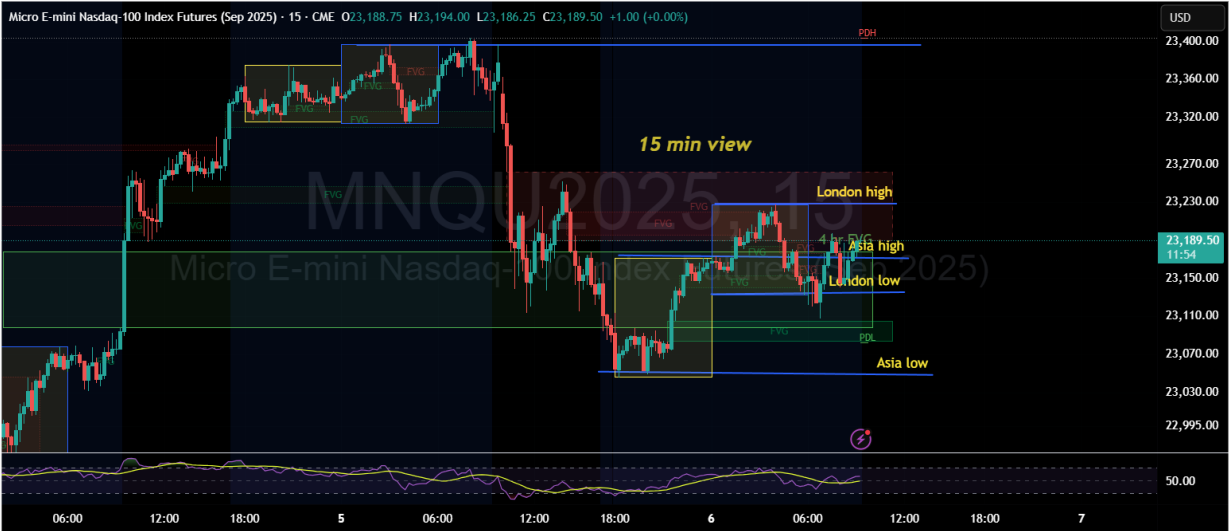 Micro E-mini Nasdaq-100 Index Futures (Sep 2025) · 15 · CME O23,188.75 H23,194.00 L23,186.25 C23,189.50 +1.00 (+0.00%)
USD
PDH
23,400.00
FVG
23,360.00
FVG
FVG
23,320.00
FVG
15 min view
23,270.00
MNQU2025, 15
London high
FVG
FVG
23,230.00
FVG
FVG
4 hr FVG
Asia high
23,189.50
11:54
FVG
Micro E-mini Nasdaq-100 Index Futures (Sep 2025)
London low
FVG
23,150.00
23,110.00
FVG
PDL
23,070.00
Asia low
23,030.00
22,995.00
50.00
06:00 12:00 18:00 5 06:00 12:00 18:00 6 06:00 12:00 18:00 7